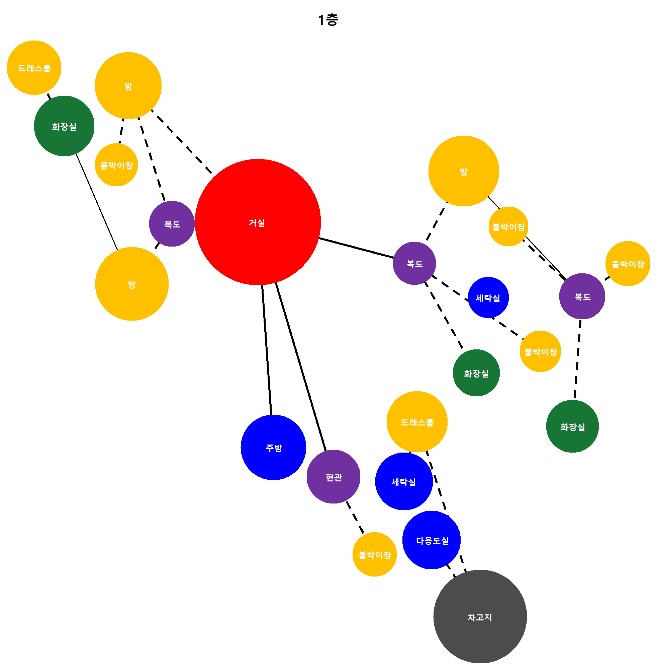 1층
드레스룸
방
화장실
붙박이장
복도
거실
방
방
붙박이장
복도
세탁실
붙박이장
복도
붙박이장
화장실
화장실
드레스룸
주방
현관
세탁실
다용도실
붙박이장
차고지